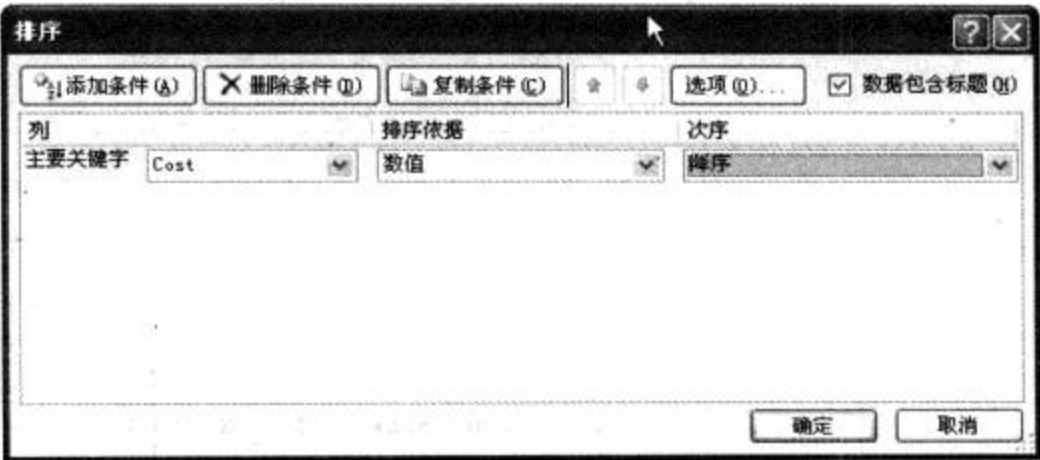 排序
添加条件(A) 删除条件(D) 复制条件(C) 选项(O)... 数据包含标题(H)
列 排序依据 次序
主要关键字 Cost 数值 降序
确定 取消